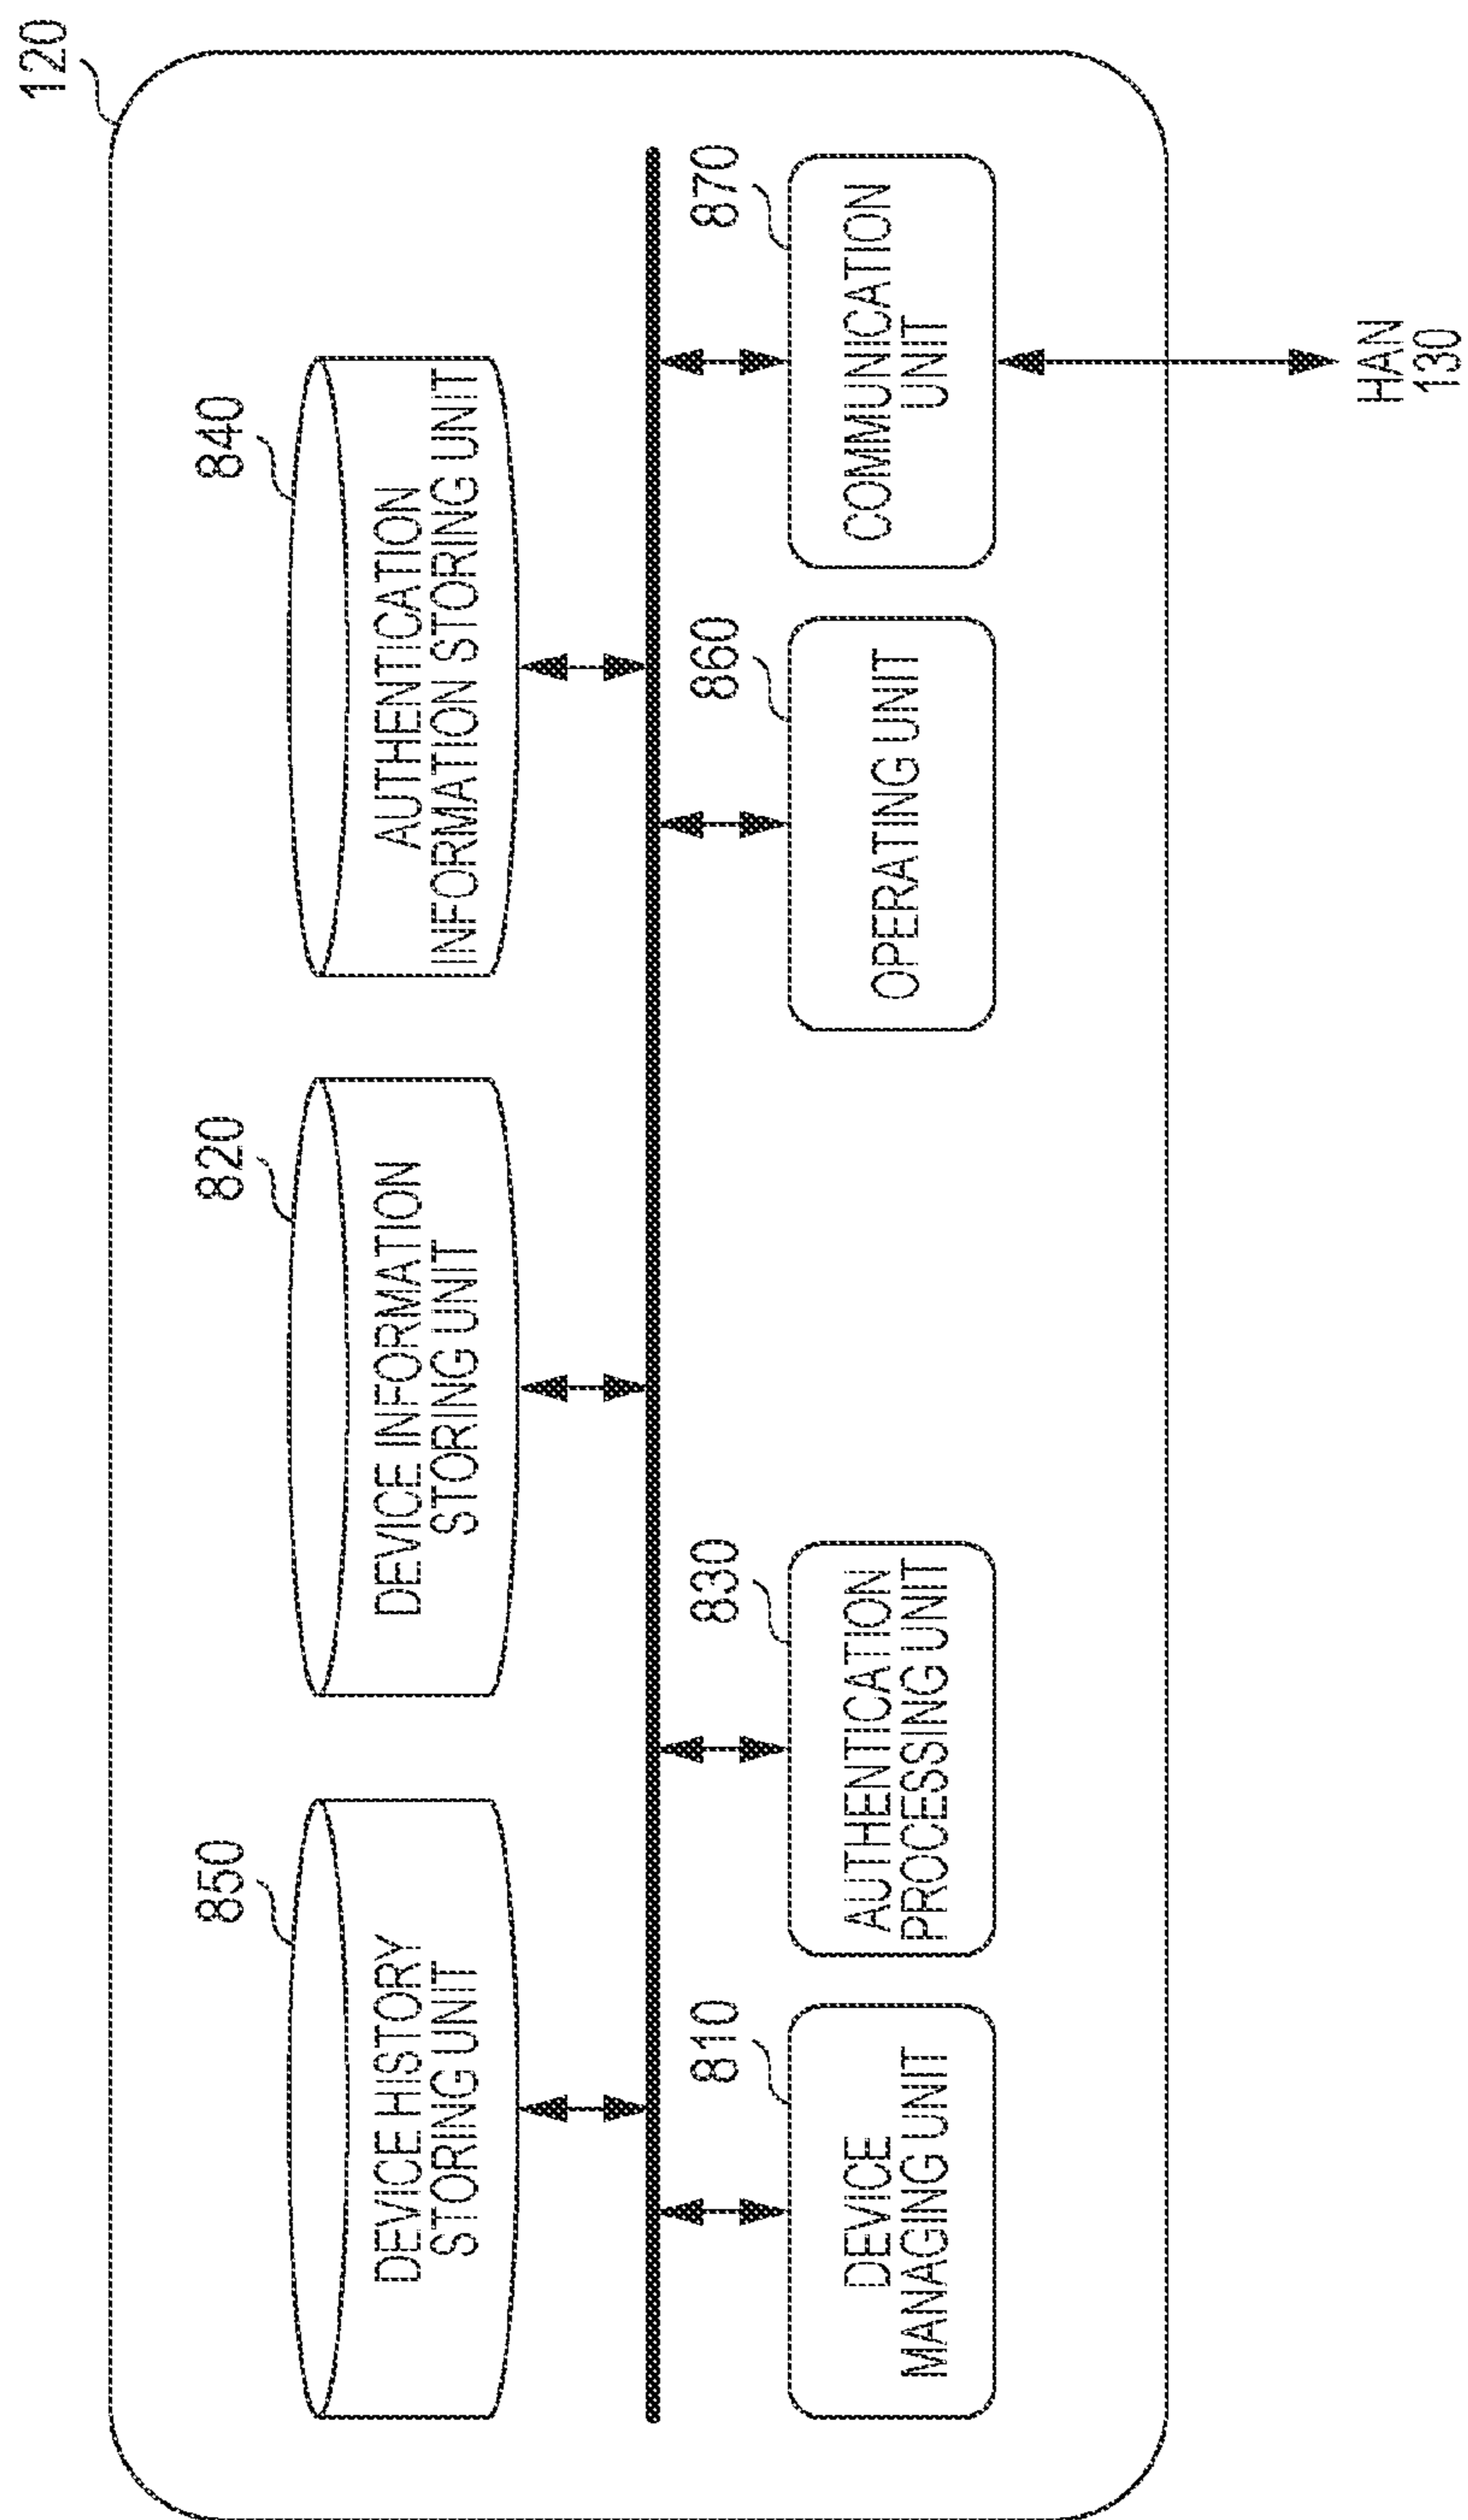 120
850
DEVICE HISTORY
STORING UNIT
820
DEVICE INFORMATION
STORING UNIT
840
AUTHENTICATION
INFORMATION STORING UNIT
810
DEVICE
MANAGING UNIT
830
AUTHENTICATION
PROCESSING UNIT
860
OPERATING UNIT
870
COMMUNICATION
UNIT
HAN
130